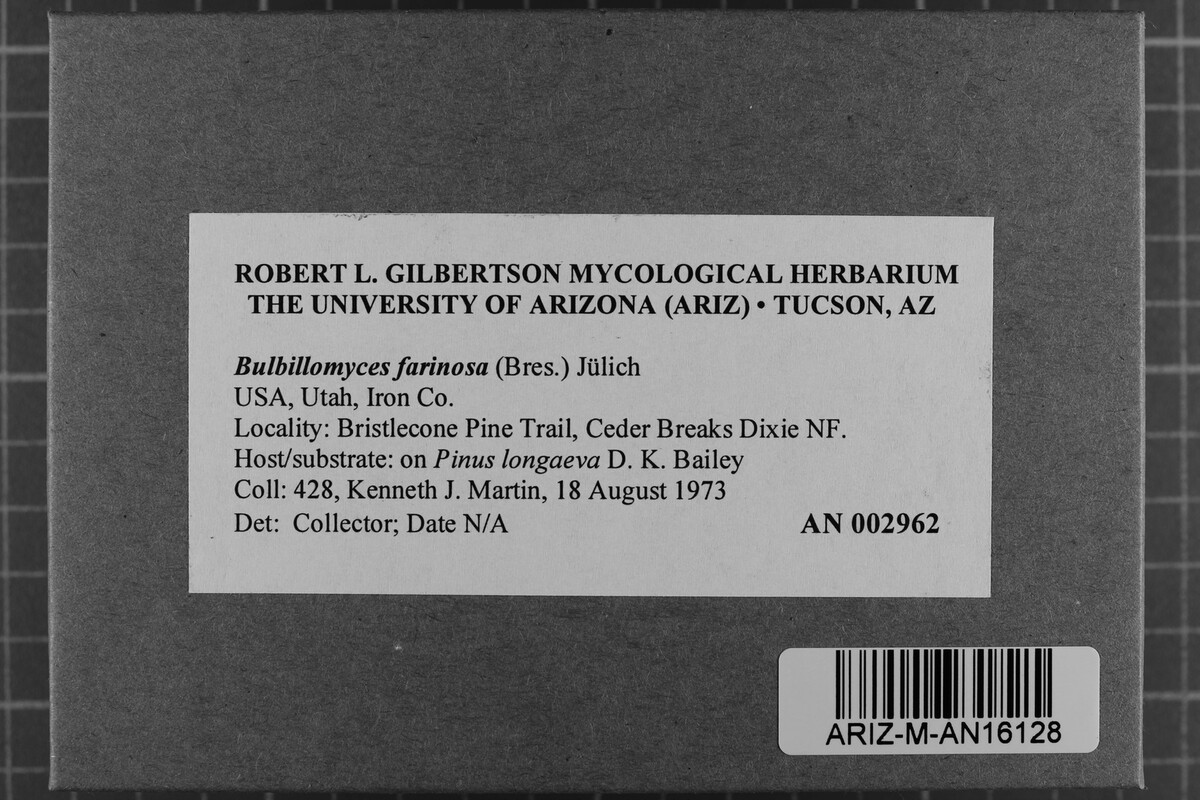 ROBERT L. GILBERTSON MYCOLOGICAL HERBARIUM
THE UNIVERSITY OF ARIZONA (ARIZ) • TUCSON, AZ
Bulbillomyces farinosa (Bres.) Jülich
USA, Utah, Iron Co.
Locality: Bristlecone Pine Trail, Ceder Breaks Dixie NF.
Host/substrate: on Pinus longaeva D. K. Bailey
Coll: 428, Kenneth J. Martin, 18 August 1973
Det: Collector; Date N/A AN 002962
ARIZ-M-AN16128